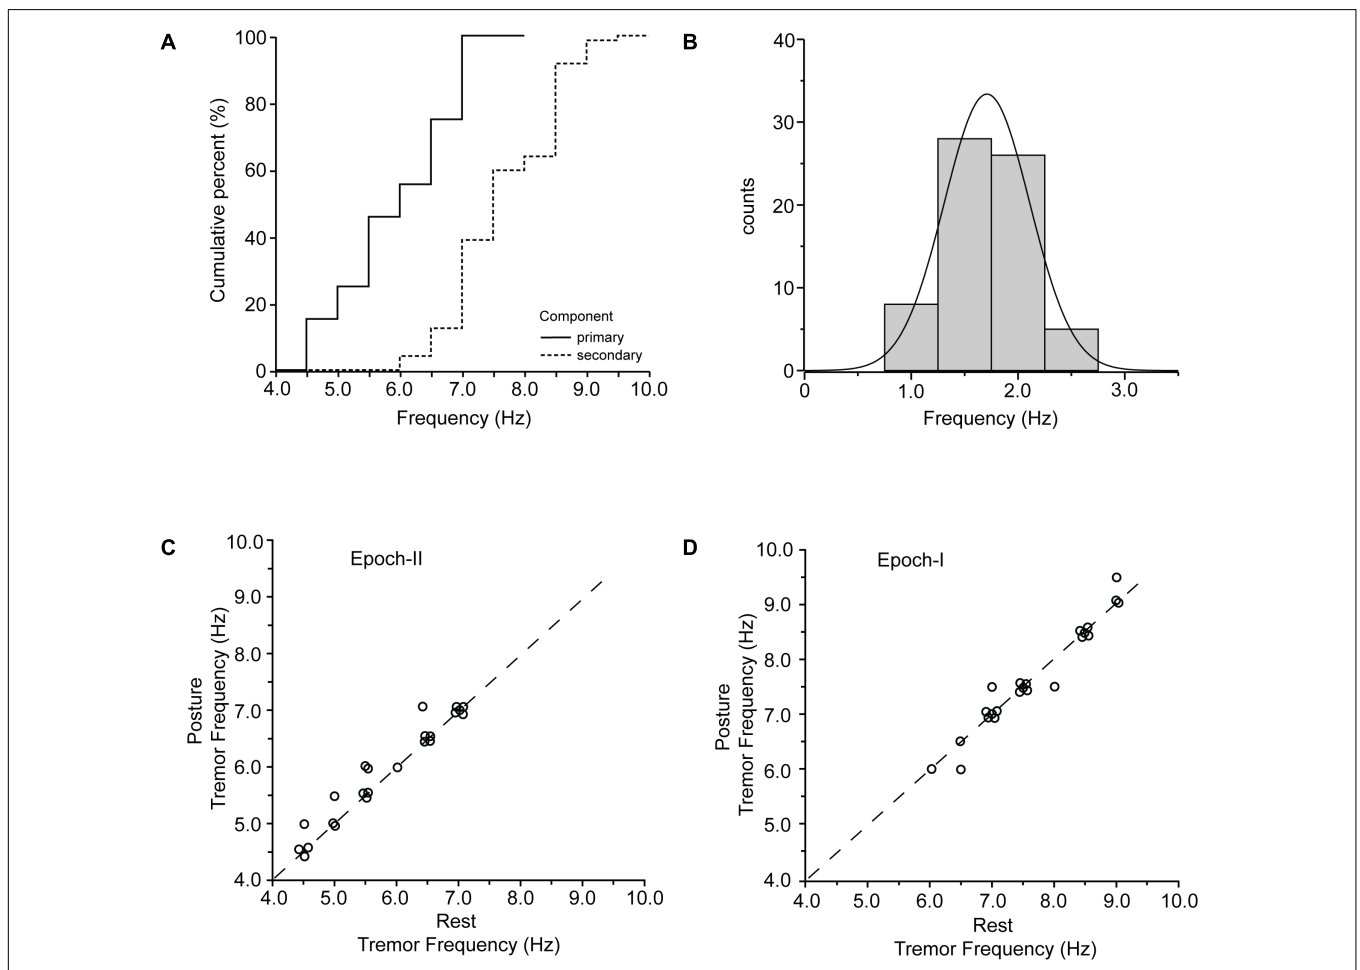 A
Cumulative percent (%)
100
80
60
40
20
0
4.0 5.0 6.0 7.0 8.0 9.0 10.0
Frequency (Hz)
Component
primary
secondary
B
counts
40
30
20
10
0
0 1.0 2.0 3.0
Frequency (Hz)
C
Epoch-II
Posture
Tremor Frequency (Hz)
10.0
9.0
8.0
7.0
6.0
5.0
4.0
4.0 5.0 6.0 7.0 8.0 9.0 10.0
Rest
Tremor Frequency (Hz)
D
Epoch-I
Posture
Tremor Frequency (Hz)
10.0
9.0
8.0
7.0
6.0
5.0
4.0
4.0 5.0 6.0 7.0 8.0 9.0 10.0
Rest
Tremor Frequency (Hz)